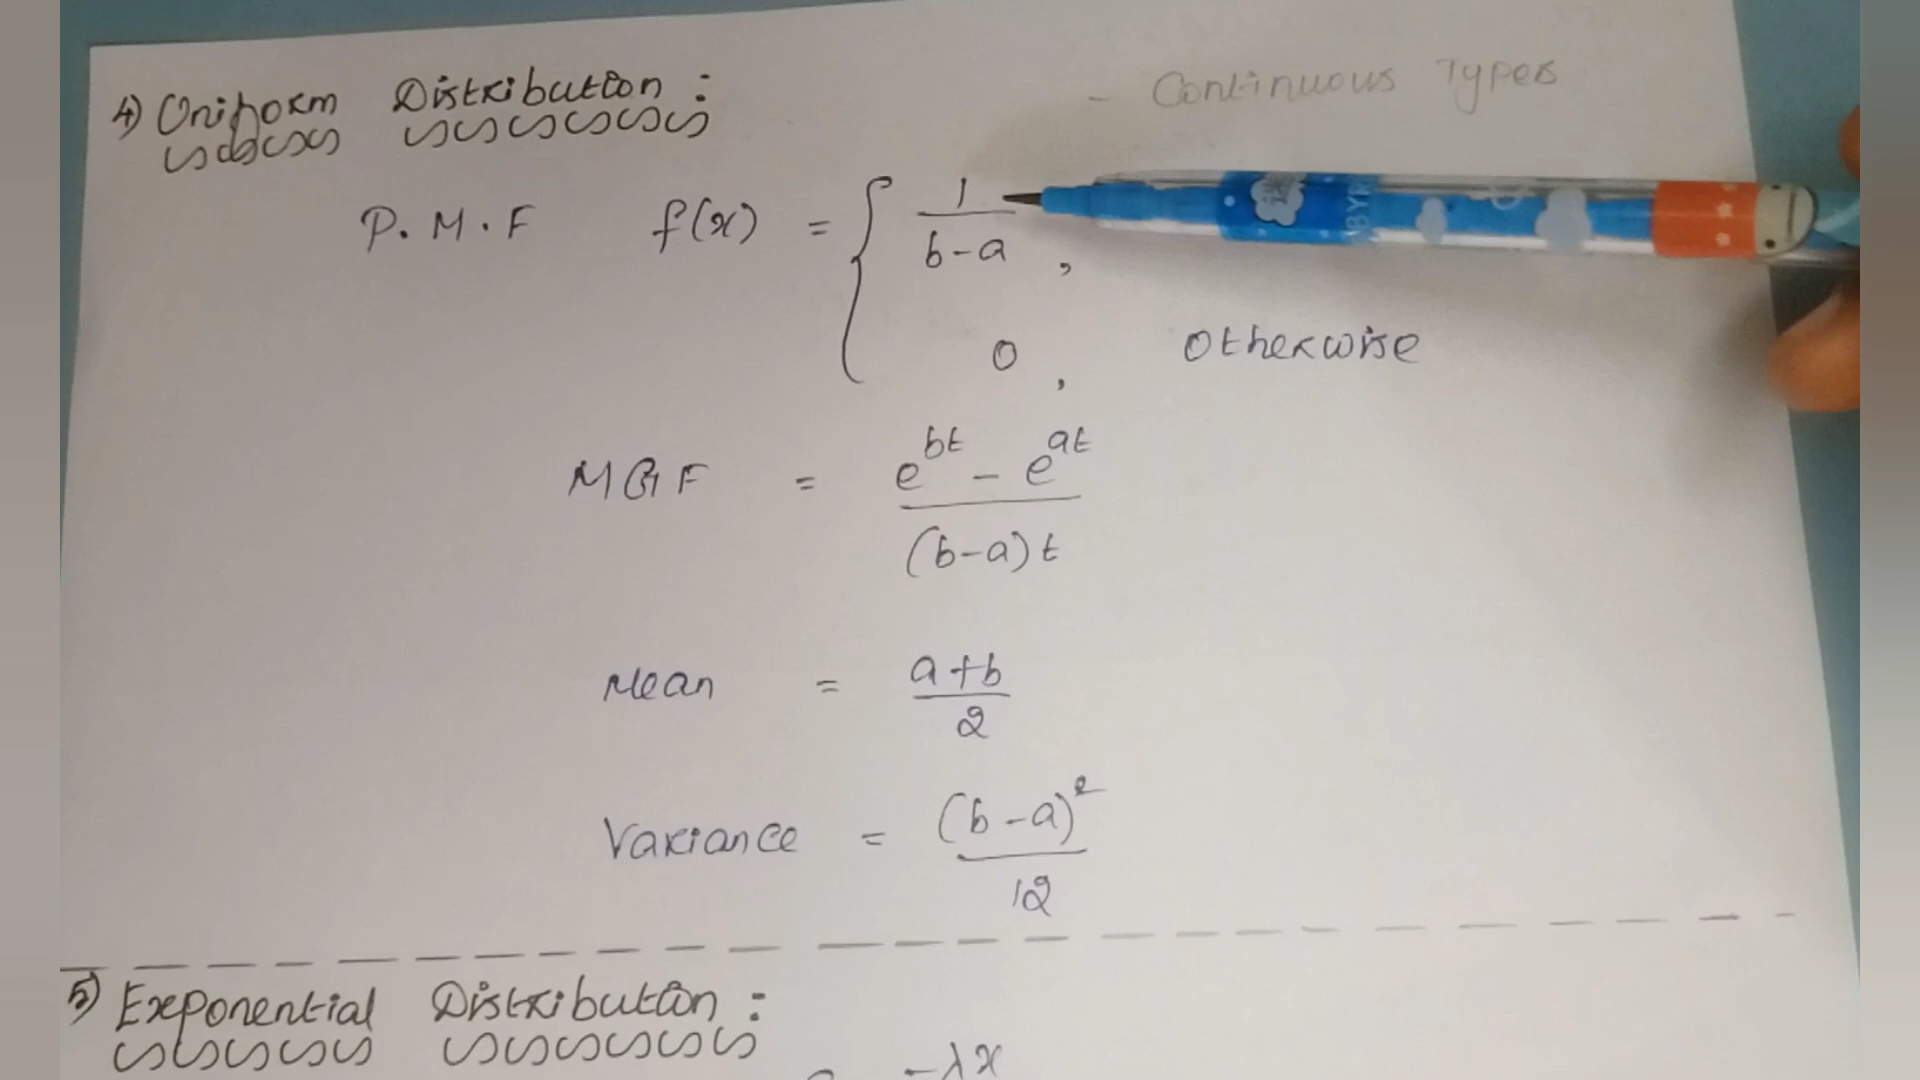 4) Uniform Distribution :
- Continuous Types
P.M.F f(x) = { 1 / b-a ,
0 , otherwise
MGF = e^bt - e^at / (b-a)t
Mean = a+b / 2
Variance = (b-a)^2 / 12
5) Exponential Distribution :
-λx